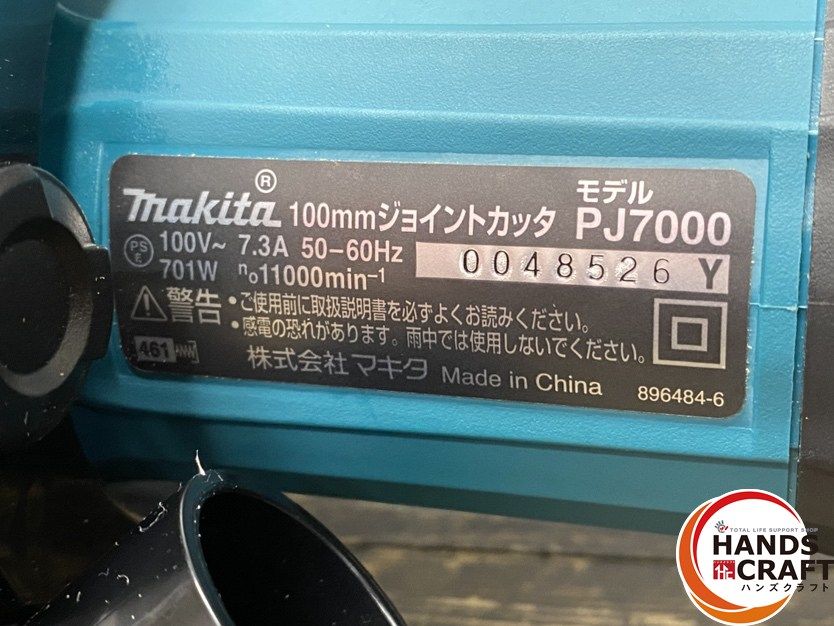 makita® 100mmジョイントカッタ モデル PJ7000
PS E 100V~ 7.3A 50-60Hz
701W n₀11000min⁻¹ 0048526 Y
警告 •ご使用前に取扱説明書を必ずよくお読みください。
•感電の恐れがあります。雨中では使用しないでください。
461
株式会社マキタ Made in China 896484-6
TOTAL LIFE SUPPORT SHOP
HANDS
CRAFT
ハンズクラフト